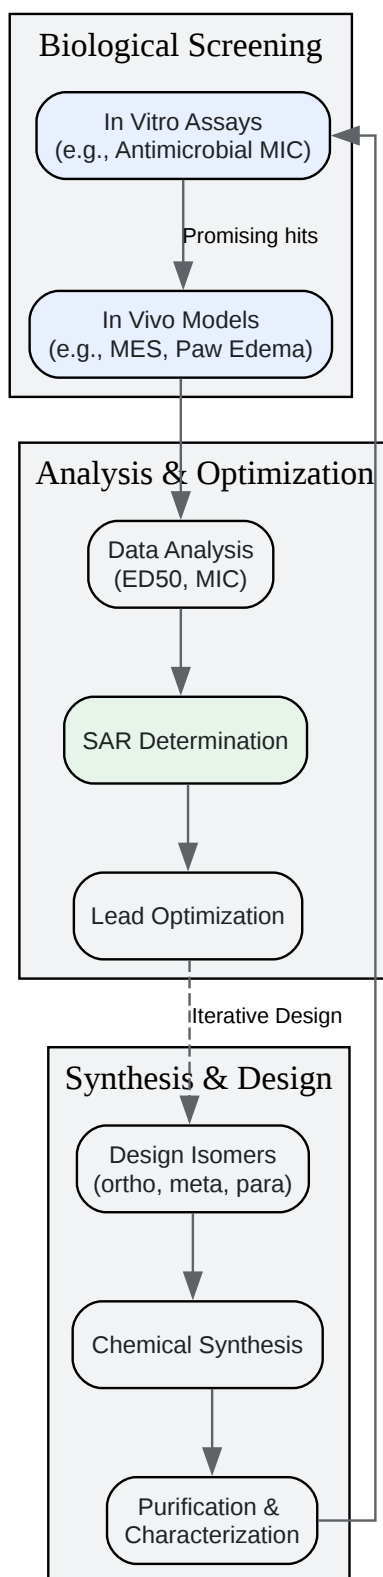 Biological Screening
In Vitro Assays
(e.g., Antimicrobial MIC)
Promising hits
In Vivo Models
(e.g., MES, Paw Edema)
Analysis & Optimization
Data Analysis
(ED50, MIC)
SAR Determination
Lead Optimization
Iterative Design
Synthesis & Design
Design Isomers
(ortho, meta, para)
Chemical Synthesis
Purification &
Characterization